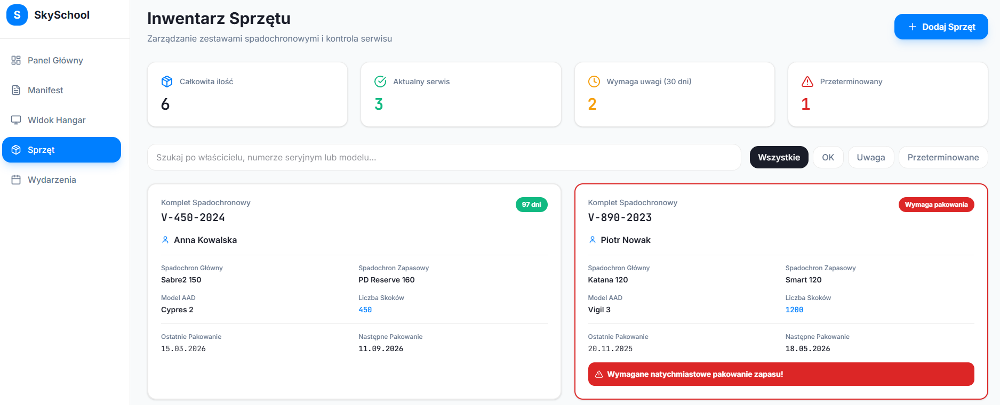 S SkySchool
Panel Główny
Manifest
Widok Hangar
Sprzęt
Wydarzenia
Inwentarz Sprzętu
Zarządzanie zestawami spadochronowymi i kontrola serwisu
+ Dodaj Sprzęt
Całkowita ilość
6
Aktualny serwis
3
Wymaga uwagi (30 dni)
2
Przeterminowany
1
Szukaj po właścicielu, numerze seryjnym lub modelu...
Wszystkie OK Uwaga Przeterminowane
Komplet Spadochronowy
97 dni
V-450-2024
Anna Kowalska
Spadochron Główny Spadochron Zapasowy
Sabre2 150 PD Reserve 160
Model AAD Liczba Skoków
Cypres 2 450
Ostatnie Pakowanie Następne Pakowanie
15.03.2026 11.09.2026
Komplet Spadochronowy
Wymaga pakowania
V-890-2023
Piotr Nowak
Spadochron Główny Spadochron Zapasowy
Katana 120 Smart 120
Model AAD Liczba Skoków
Vigil 3 1200
Ostatnie Pakowanie Następne Pakowanie
20.11.2025 18.05.2026
Wymagane natychmiastowe pakowanie zapasu!